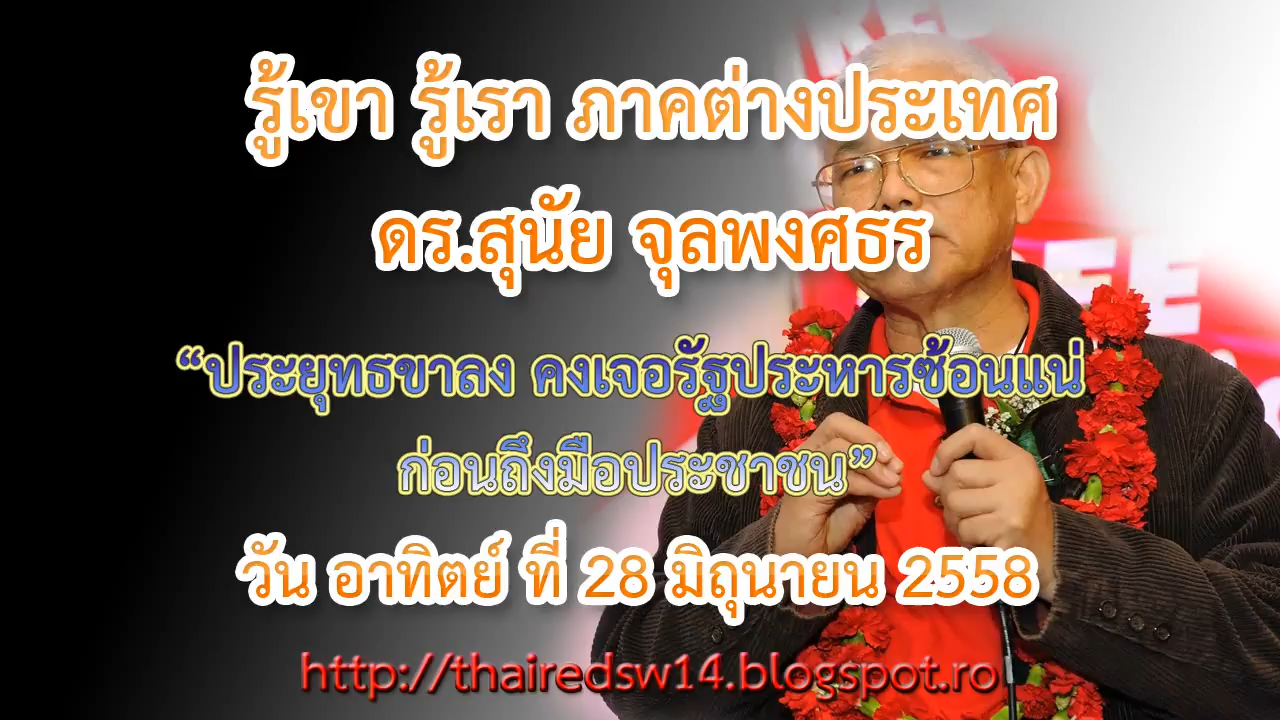 รู้เขา รู้เรา ภาคต่างประเทศ
ดร.สุนัย จุลพงศธร
“ประยุทธขาลง คงเจอรัฐประหารซ้อนแน่
ก่อนถึงมือประชาชน”
วัน อาทิตย์ ที่ 28 มิถุนายน 2558
http://thairedsw14.blogspot.ro